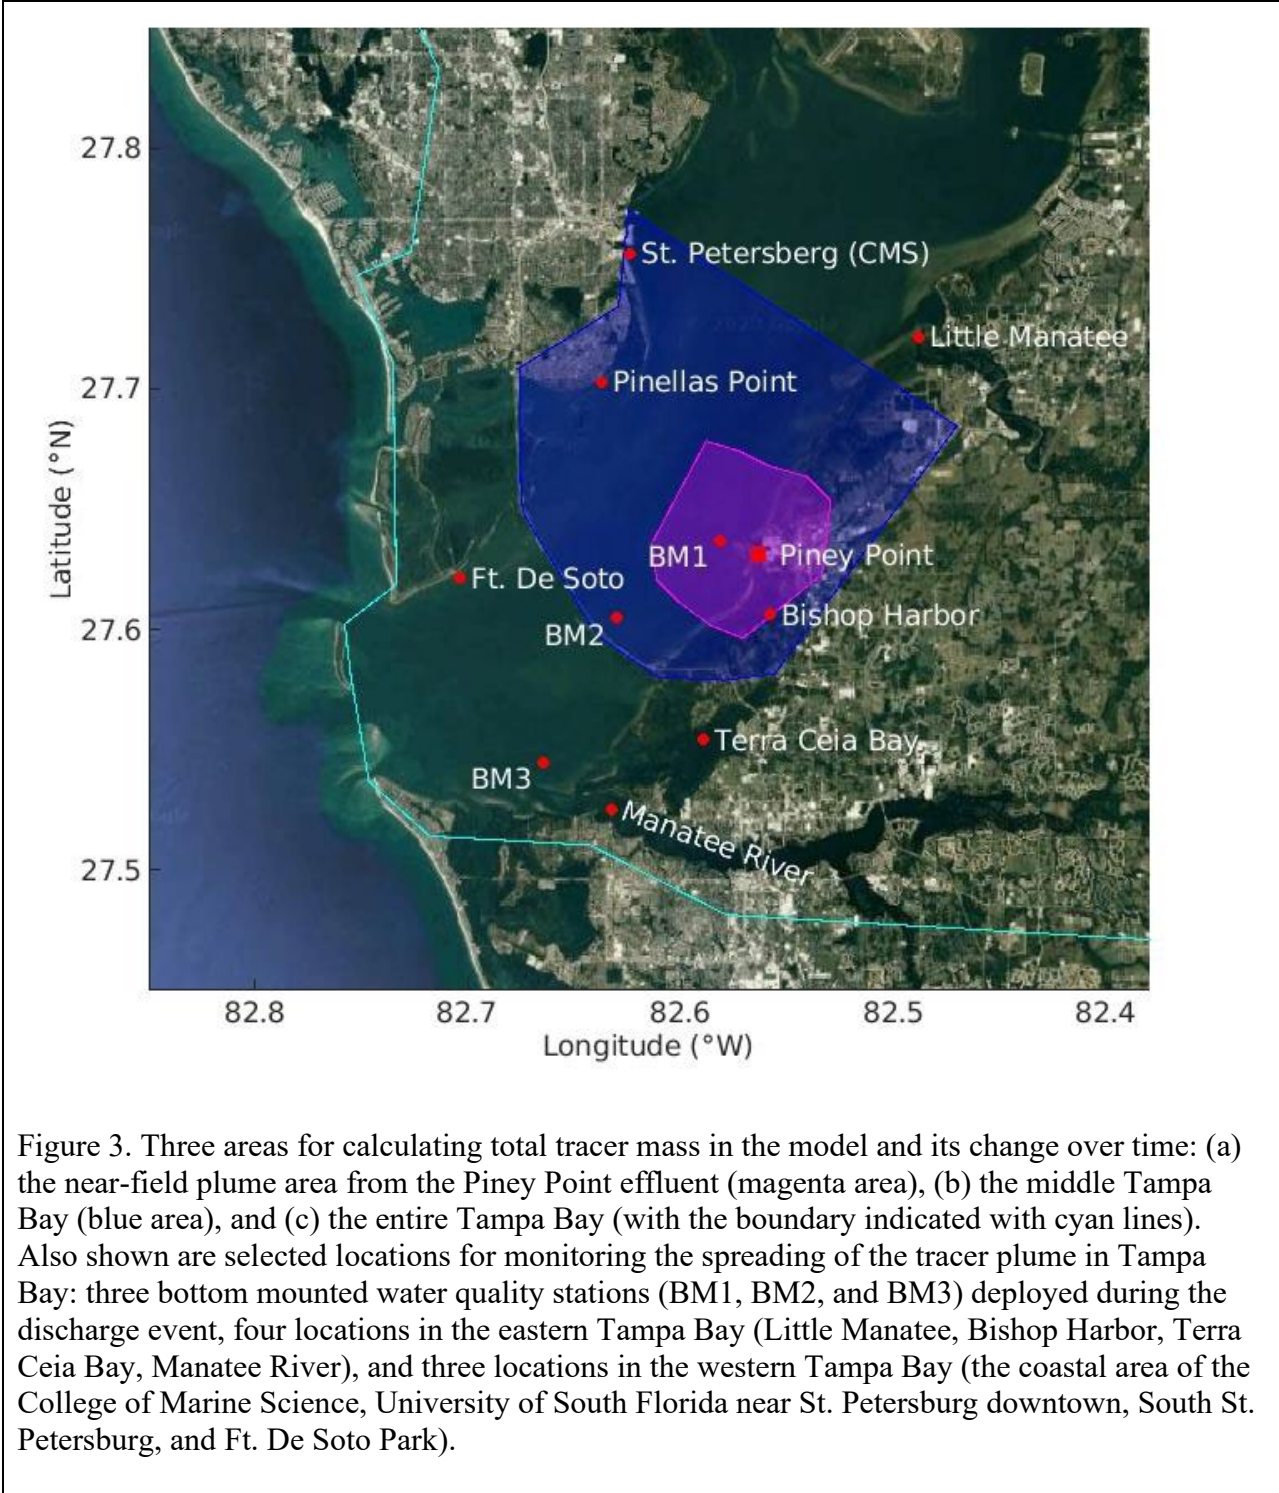 27.8
27.7
27.6
27.5
Latitude (°N)
St. Petersberg (CMS)
Little Manatee
Pinellas Point
BM1
Piney Point
Ft. De Soto
Bishop Harbor
BM2
Terra Ceia Bay
BM3
Manatee River
82.8 82.7 82.6 82.5 82.4
Longitude (°W)
Figure 3. Three areas for calculating total tracer mass in the model and its change over time: (a)
the near-field plume area from the Piney Point effluent (magenta area), (b) the middle Tampa
Bay (blue area), and (c) the entire Tampa Bay (with the boundary indicated with cyan lines).
Also shown are selected locations for monitoring the spreading of the tracer plume in Tampa
Bay: three bottom mounted water quality stations (BM1, BM2, and BM3) deployed during the
discharge event, four locations in the eastern Tampa Bay (Little Manatee, Bishop Harbor, Terra
Ceia Bay, Manatee River), and three locations in the western Tampa Bay (the coastal area of the
College of Marine Science, University of South Florida near St. Petersburg downtown, South St.
Petersburg, and Ft. De Soto Park).